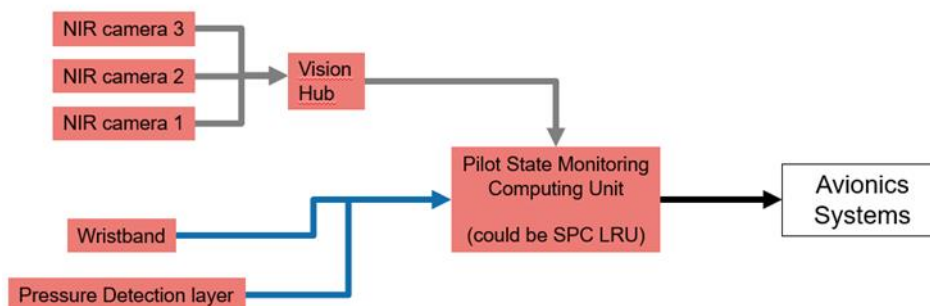 NIR camera 3
NIR camera 2
NIR camera 1
Vision
Hub
Pilot State Monitoring
Computing Unit
(could be SPC LRU)
Avionics
Systems
Wristband
Pressure Detection layer